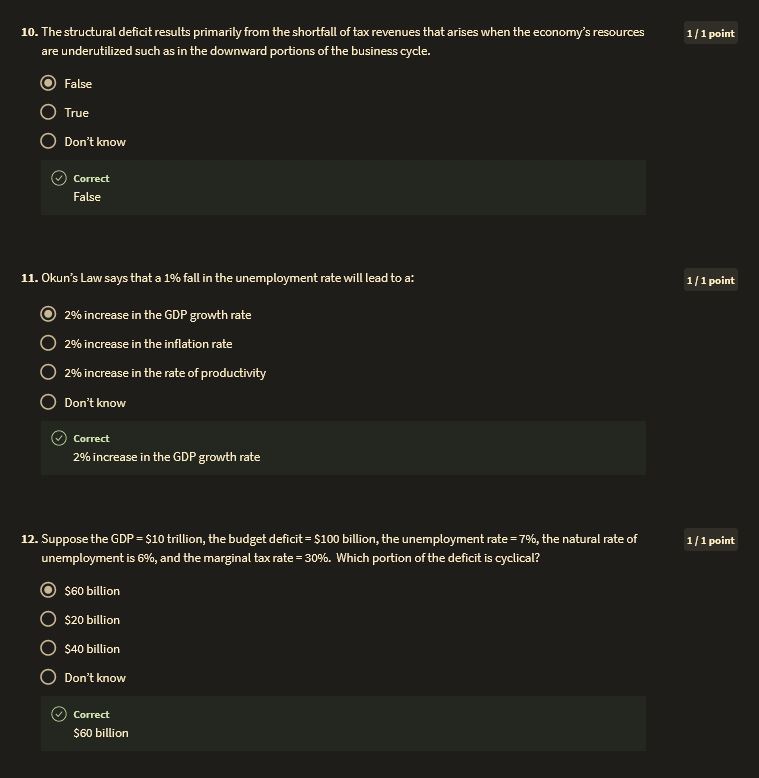 10. The structural deficit results primarily from the shortfall of tax revenues that arises when the economy's resources
are underutilized such as in the downward portions of the business cycle.
1 / 1 point
False
True
Don't know
Correct
False
11. Okun's Law says that a 1% fall in the unemployment rate will lead to a:
1 / 1 point
2% increase in the GDP growth rate
2% increase in the inflation rate
2% increase in the rate of productivity
Don't know
Correct
2% increase in the GDP growth rate
12. Suppose the GDP = $10 trillion, the budget deficit = $100 billion, the unemployment rate = 7%, the natural rate of
unemployment is 6%, and the marginal tax rate = 30%. Which portion of the deficit is cyclical?
1 / 1 point
$60 billion
$20 billion
$40 billion
Don't know
Correct
$60 billion